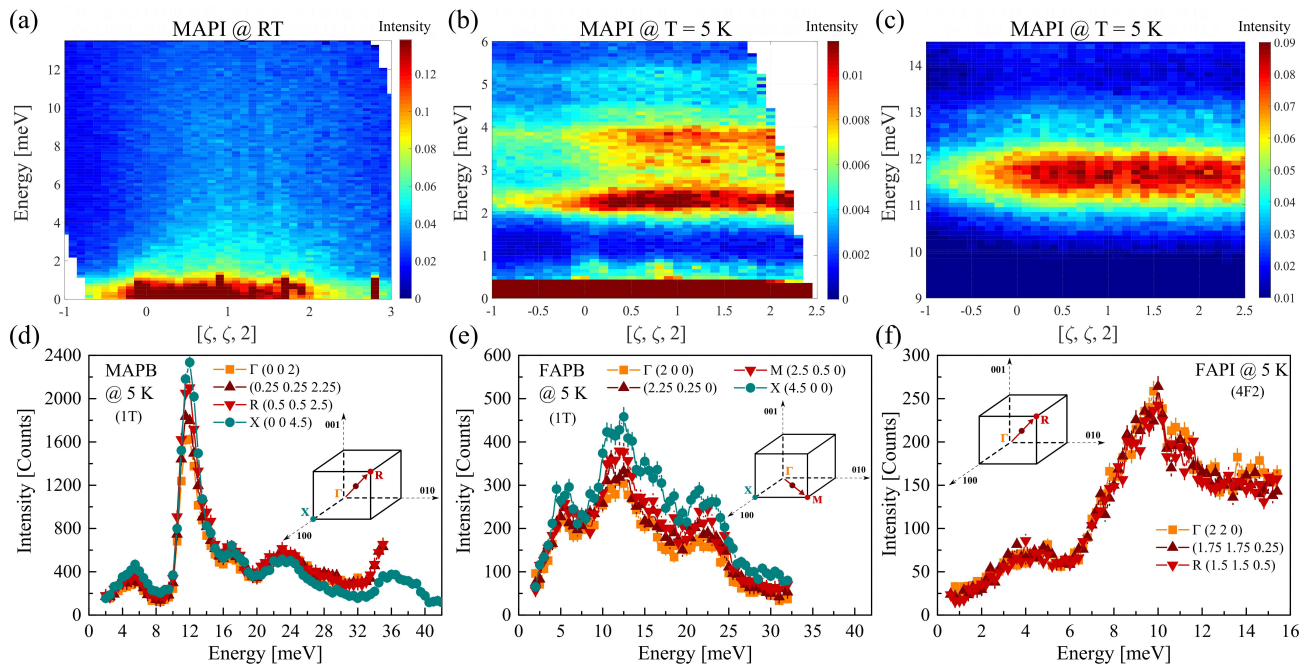 (a) MAPI @ RT Intensity
Energy [meV]
12
10
8
6
4
2
0
-1 0 1 2 3
[ζ, ζ, 2]
0.12
0.10
0.08
0.06
0.04
0.02
0
(b) MAPI @ T = 5 K Intensity
Energy [meV]
6
5
4
3
2
1
0
-1 -0.5 0 0.5 1 1.5 2 2.5
[ζ, ζ, 2]
0.01
0.008
0.006
0.004
0.002
0
(c) MAPI @ T = 5 K Intensity
Energy [meV]
14
13
12
11
10
9
-1 -0.5 0 0.5 1 1.5 2 2.5
[ζ, ζ, 2]
0.09
0.08
0.07
0.06
0.05
0.04
0.03
0.02
0.01
(d)
Intensity [Counts]
2400
2000
1600
1200
800
400
0
MAPB
@ 5 K
(1T)
Γ (0 0 2)
(0.25 0.25 2.25)
R (0.5 0.5 2.5)
X (0 0 4.5)
001
R
Γ
010
X
100
0 4 8 12 16 20 24 28 32 36 40
Energy [meV]
(e)
Intensity [Counts]
600
500
400
300
200
100
0
FAPB
@ 5 K
(1T)
Γ (2 0 0)
(2.25 0.25 0)
M (2.5 0.5 0)
X (4.5 0 0)
001
Γ
010
X
M
100
0 5 10 15 20 25 30 35
Energy [meV]
(f)
Intensity [Counts]
300
250
200
150
100
50
0
FAPI @ 5 K
(4F2)
001
R
Γ
010
100
Γ (2 2 0)
(1.75 1.75 0.25)
R (1.5 1.5 0.5)
0 2 4 6 8 10 12 14 16
Energy [meV]